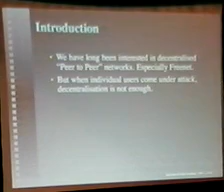 Introduction
We have long been interested in decentralised
"Peer to Peer" networks. Especially Freenet.
But when individual users come under attack,
decentralisation is not enough.